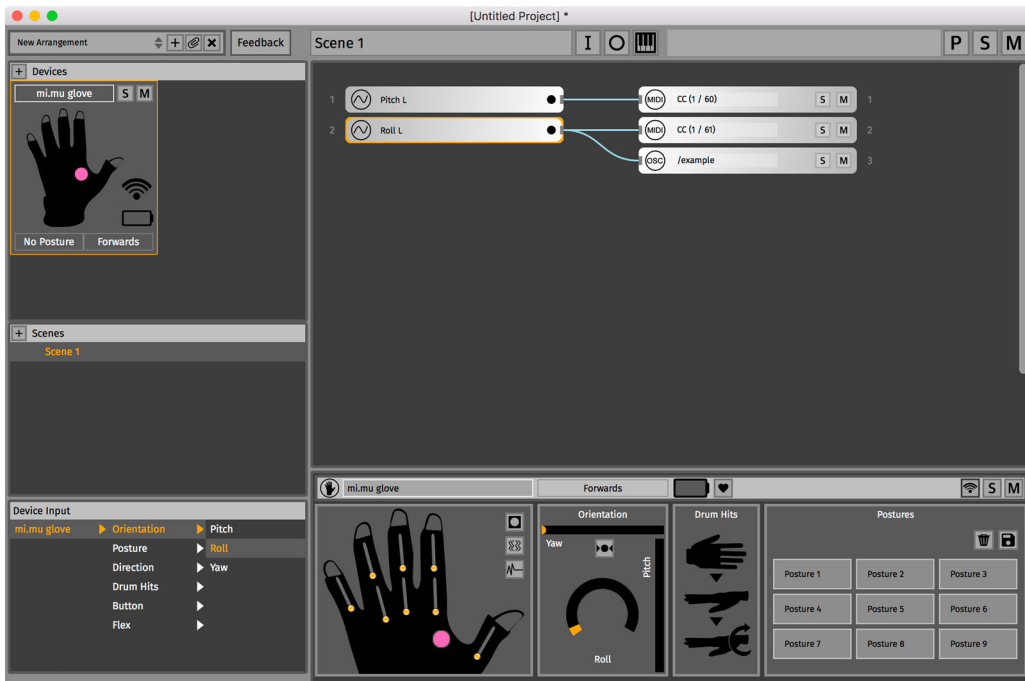 [Untitled Project] *
New Arrangement
Feedback
Scene 1
I O
P S M
Devices
mi.mu glove S M
No Posture Forwards
1 Pitch L MIDI CC (1 / 60) S M 1
2 Roll L MIDI CC (1 / 61) S M 2
OSC /example S M 3
Scenes
Scene 1
Device Input
mi.mu glove Orientation Pitch
Posture Roll
Direction Yaw
Drum Hits
Button
Flex
mi.mu glove Forwards S M
Orientation
Yaw
Pitch
Roll
Drum Hits
Postures
Posture 1 Posture 2 Posture 3
Posture 4 Posture 5 Posture 6
Posture 7 Posture 8 Posture 9